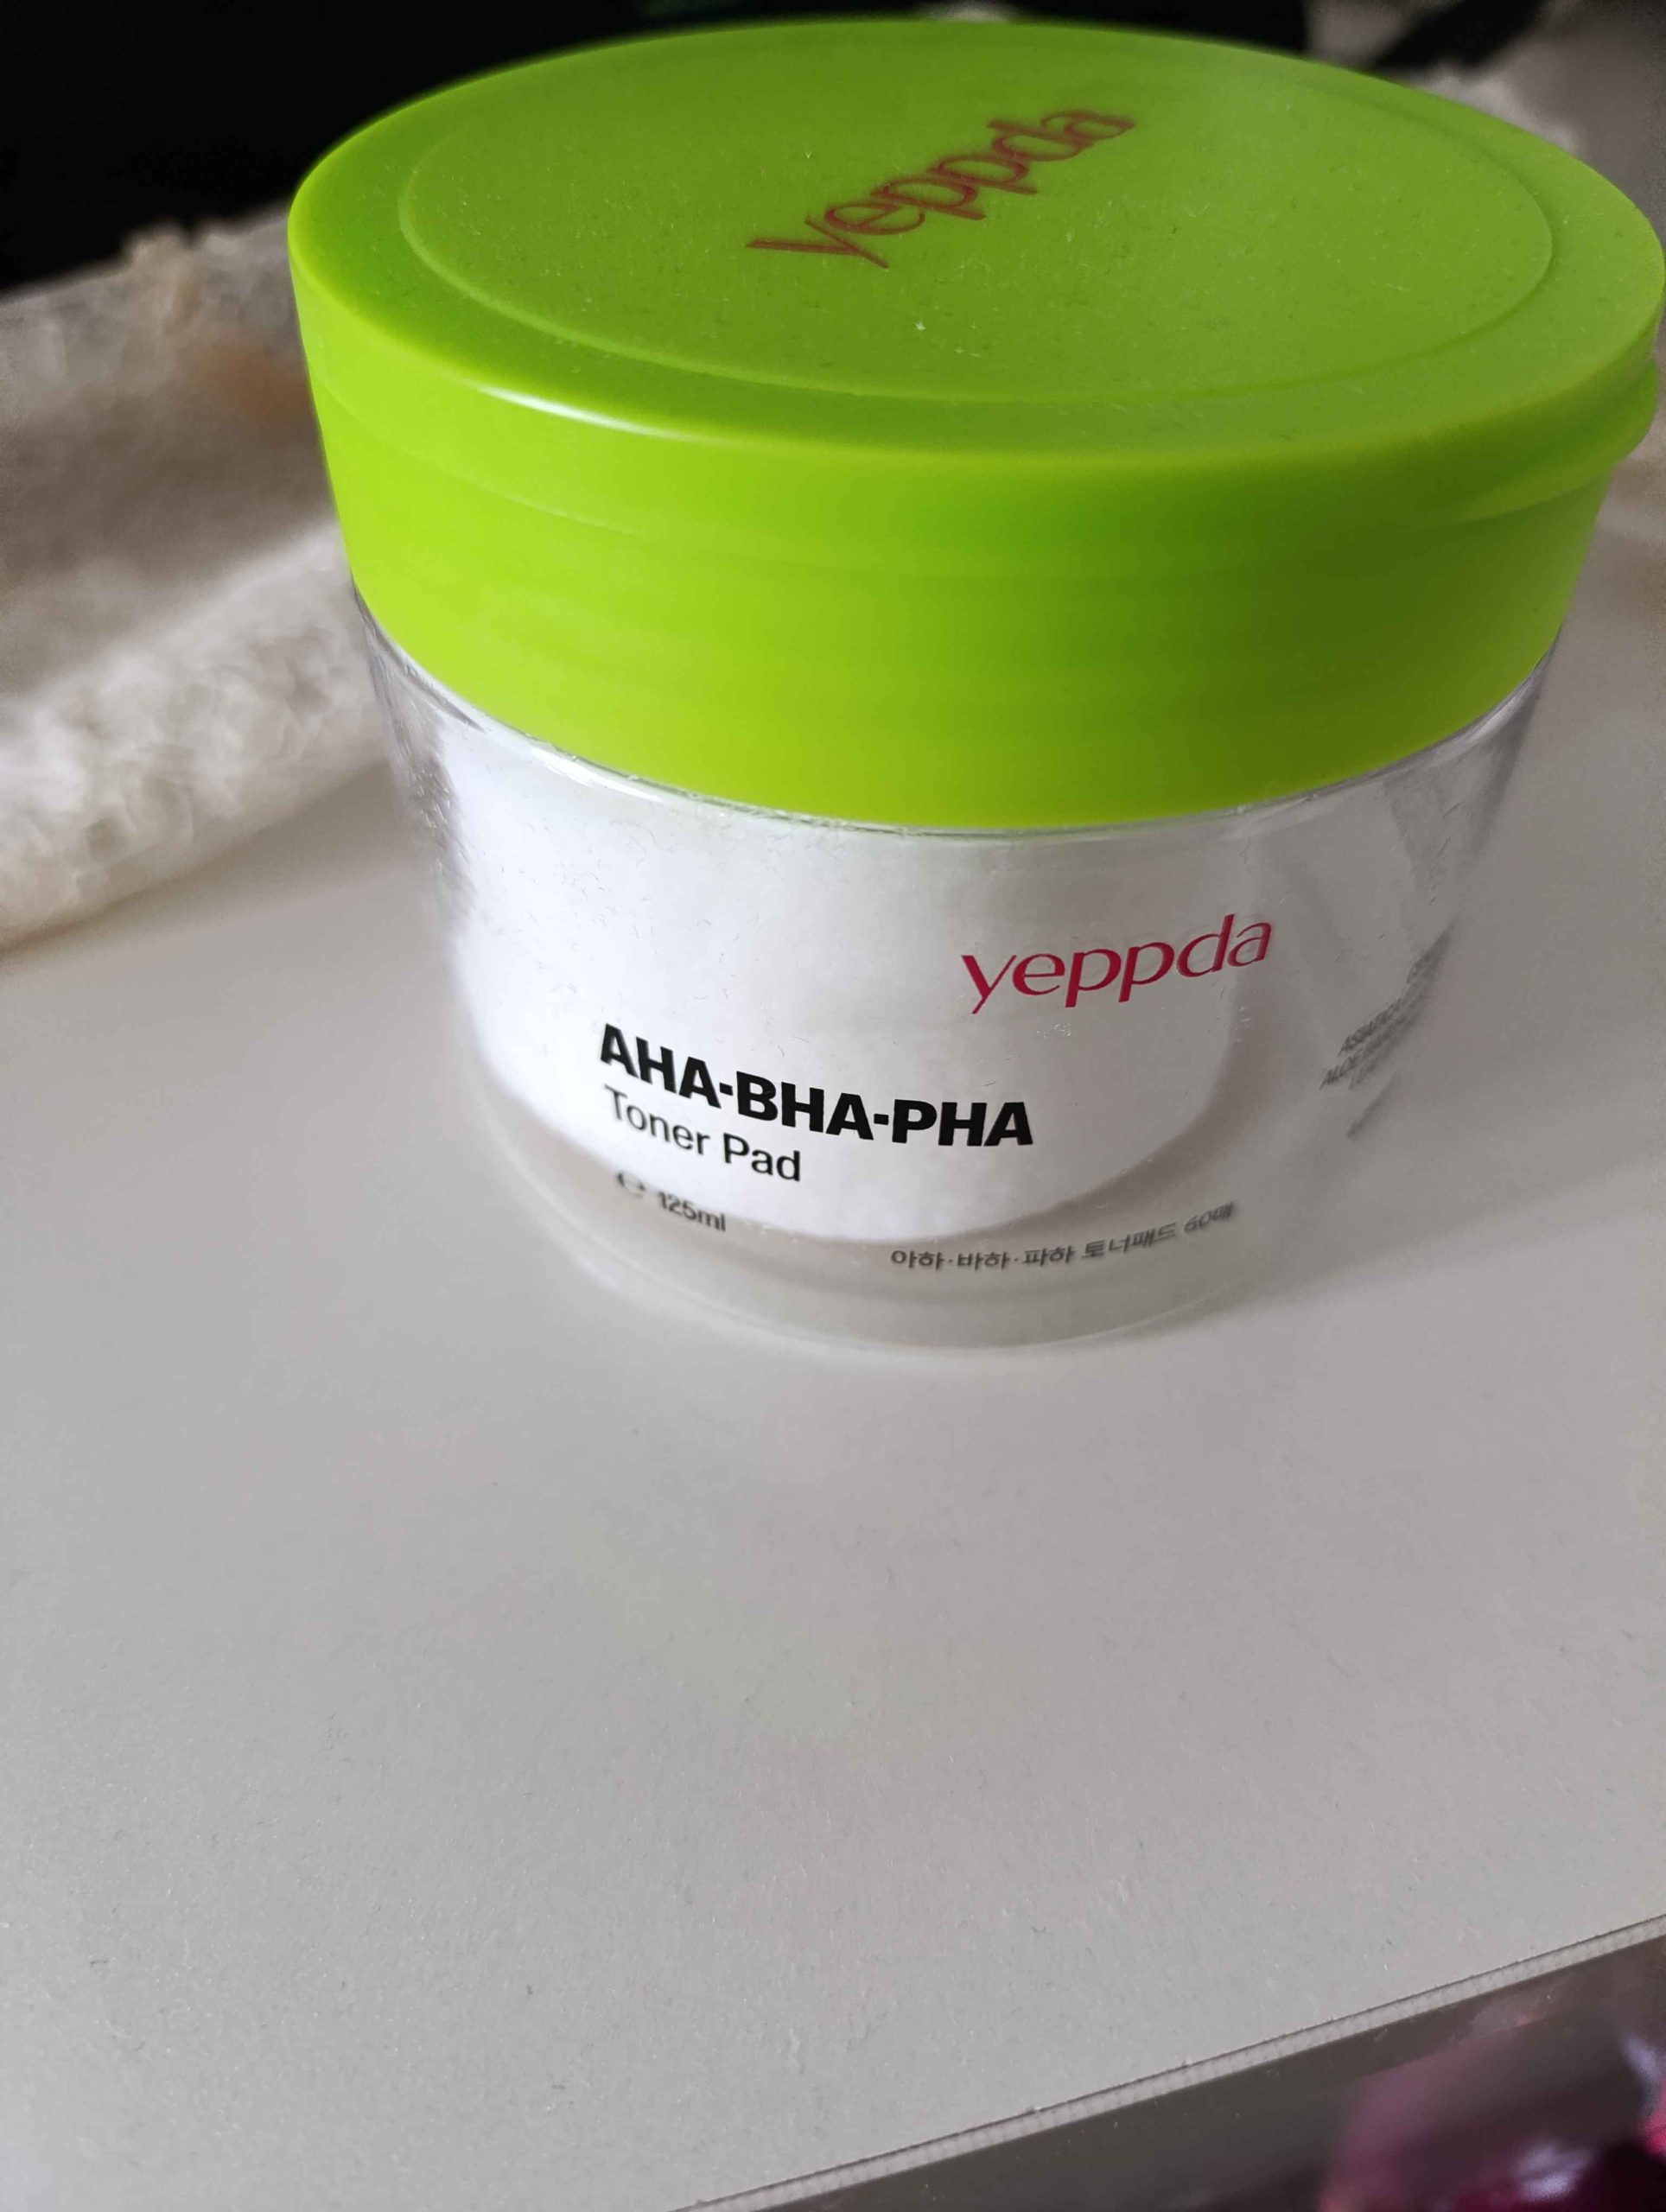 yeppda
yeppda
AHA·BHA·PHA
Toner Pad
℮ 125ml
아하·바하·파하 토너패드 60매